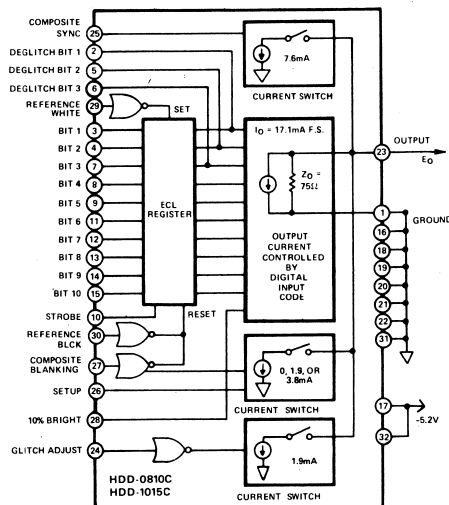 COMPOSITE
SYNC 25
DEGLITCH BIT 1 2
DEGLITCH BIT 2 5
DEGLITCH BIT 3 6
REFERENCE
WHITE 29
SET
BIT 1 3
BIT 2 4
BIT 3 7
BIT 4 8
BIT 5 9
BIT 6 11
BIT 7 12
BIT 8 13
BIT 9 14
BIT 10 15
STROBE 10
REFERENCE
BLCK 30
COMPOSITE
BLANKING 27
SETUP 26
10% BRIGHT 28
GLITCH ADJUST 24
ECL
REGISTER
RESET
7.6mA
CURRENT SWITCH
IO = 17.1mA F.S.
ZO =
75Ω
OUTPUT
CURRENT
CONTROLLED
BY
DIGITAL
INPUT
CODE
0, 1.9, OR
3.8mA
CURRENT SWITCH
1.9mA
CURRENT SWITCH
HDD-0810C
HDD-1015C
23 OUTPUT
EO
1 GROUND
16
18
19
20
21
22
31
17
-5.2V
32